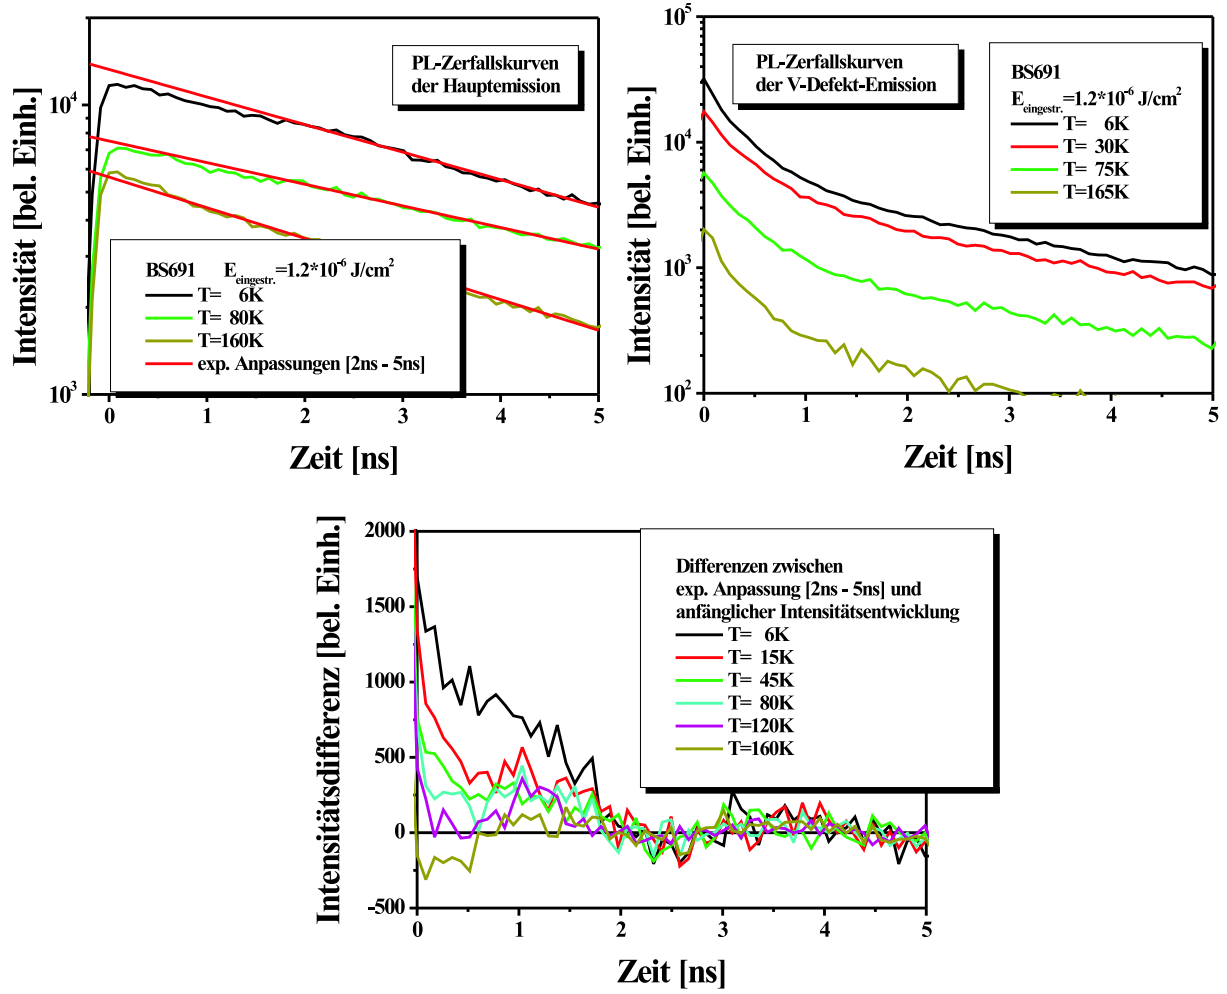 PL-Zerfallskurven
der Hauptemission
10^4
10^3
Intensität [bel. Einh.]
BS691 E_eingestr.=1.2*10^-6 J/cm^2
T= 6K
T= 80K
T=160K
exp. Anpassungen [2ns - 5ns]
0 1 2 3 4 5
Zeit [ns]
PL-Zerfallskurven
der V-Defekt-Emission
BS691
E_eingestr.=1.2*10^-6 J/cm^2
T= 6K
T= 30K
T= 75K
T=165K
10^5
10^4
10^3
10^2
Intensität [bel. Einh.]
0 1 2 3 4 5
Zeit [ns]
2000
1500
1000
500
0
-500
Intensitätsdifferenz [bel. Einh.]
Differenzen zwischen
exp. Anpassung [2ns - 5ns] und
anfänglicher Intensitätsentwicklung
T= 6K
T= 15K
T= 45K
T= 80K
T=120K
T=160K
0 1 2 3 4 5
Zeit [ns]